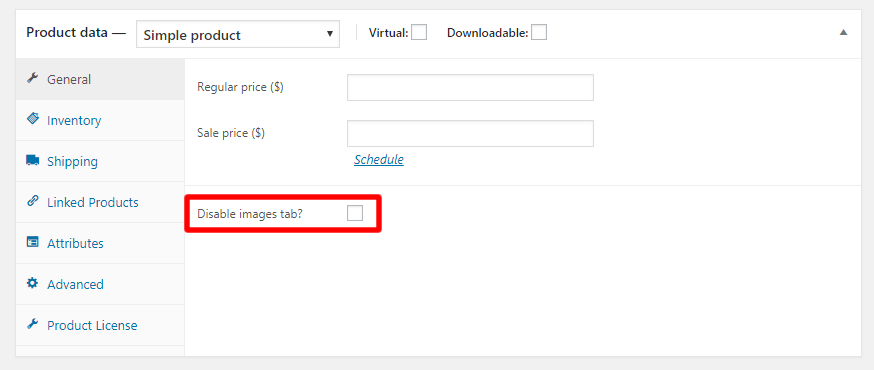 Product data — Simple product Virtual: Downloadable:
General
Inventory
Shipping
Linked Products
Attributes
Advanced
Product License
Regular price ($)
Sale price ($)
Schedule
Disable images tab?